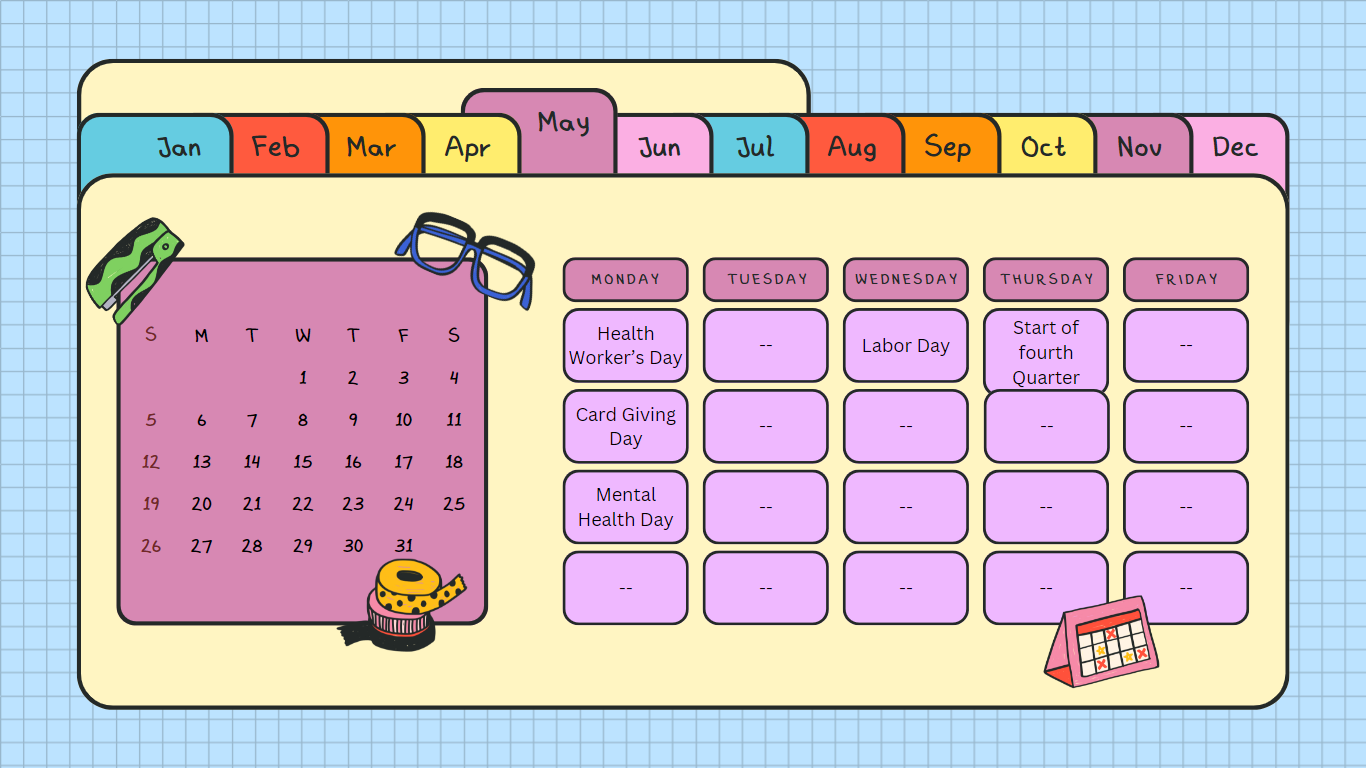 May
Jan Feb Mar Apr Jun Jul Aug Sep Oct Nov Dec
S M T W T F S
1 2 3 4
5 6 7 8 9 10 11
12 13 14 15 16 17 18
19 20 21 22 23 24 25
26 27 28 29 30 31
MONDAY TUESDAY WEDNESDAY THURSDAY FRIDAY
Health
Worker’s Day
--
Labor Day
Start of
fourth
Quarter
--
Card Giving
Day
--
--
--
--
Mental
Health Day
--
--
--
--
--
--
--
--
--